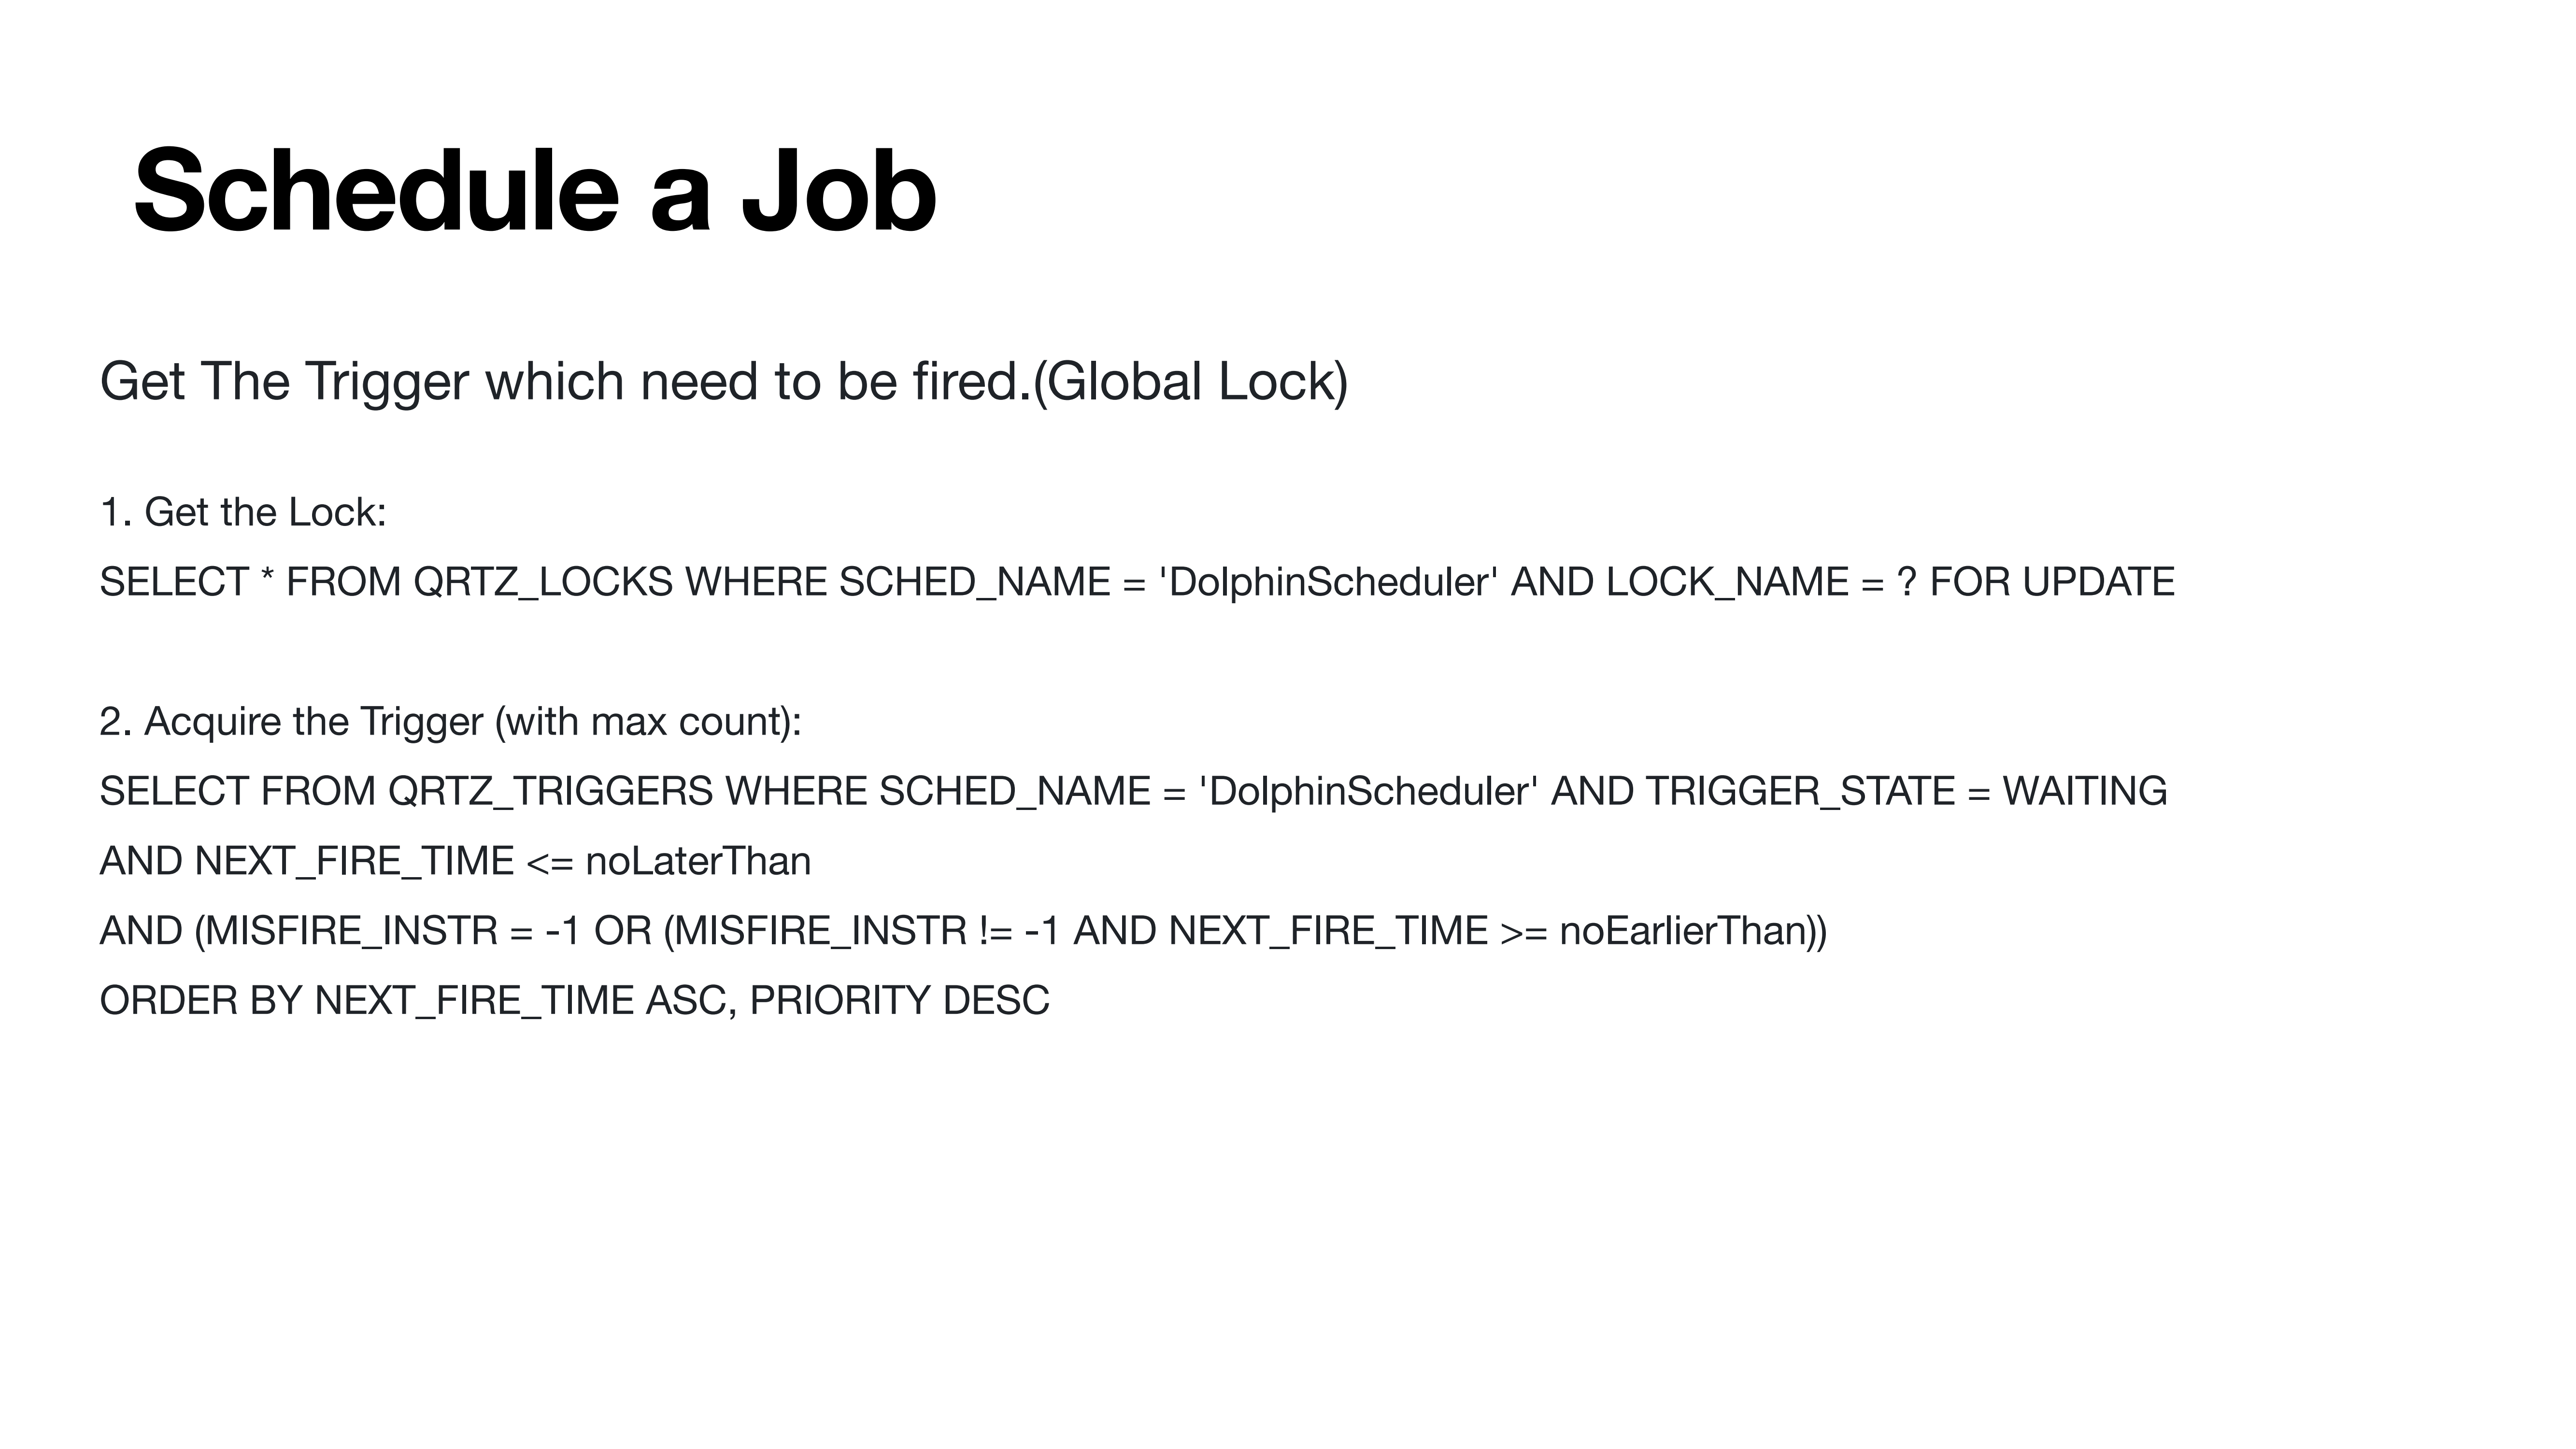 Schedule a Job
Get The Trigger which need to be fired.(Global Lock)
1. Get the Lock:
SELECT * FROM QRTZ_LOCKS WHERE SCHED_NAME = 'DolphinScheduler' AND LOCK_NAME = ? FOR UPDATE
2. Acquire the Trigger (with max count):
SELECT FROM QRTZ_TRIGGERS WHERE SCHED_NAME = 'DolphinScheduler' AND TRIGGER_STATE = WAITING
AND NEXT_FIRE_TIME <= noLaterThan
AND (MISFIRE_INSTR = -1 OR (MISFIRE_INSTR != -1 AND NEXT_FIRE_TIME >= noEarlierThan))
ORDER BY NEXT_FIRE_TIME ASC, PRIORITY DESC